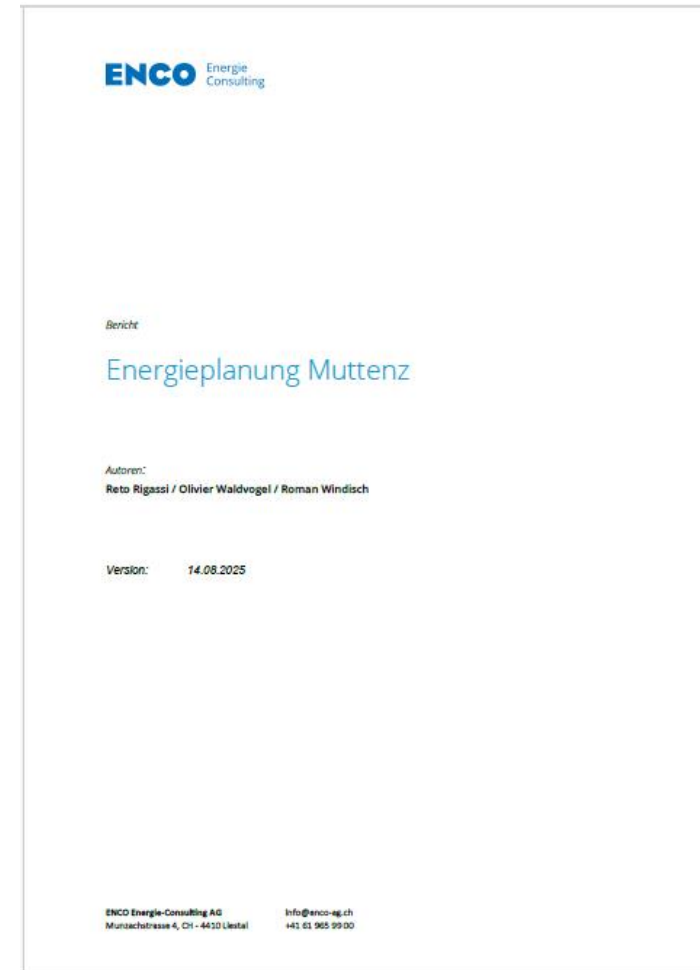 ENCO Energie
Consulting
Bericht
Energieplanung Muttenz
Autoren:
Reto Rigassi / Olivier Waldvogel / Roman Windisch
Version: 14.08.2025
ENCO Energie-Consulting AG info@enco-ag.ch
Munzachstrasse 4, CH - 4410 Liestal +41 61 965 99 00